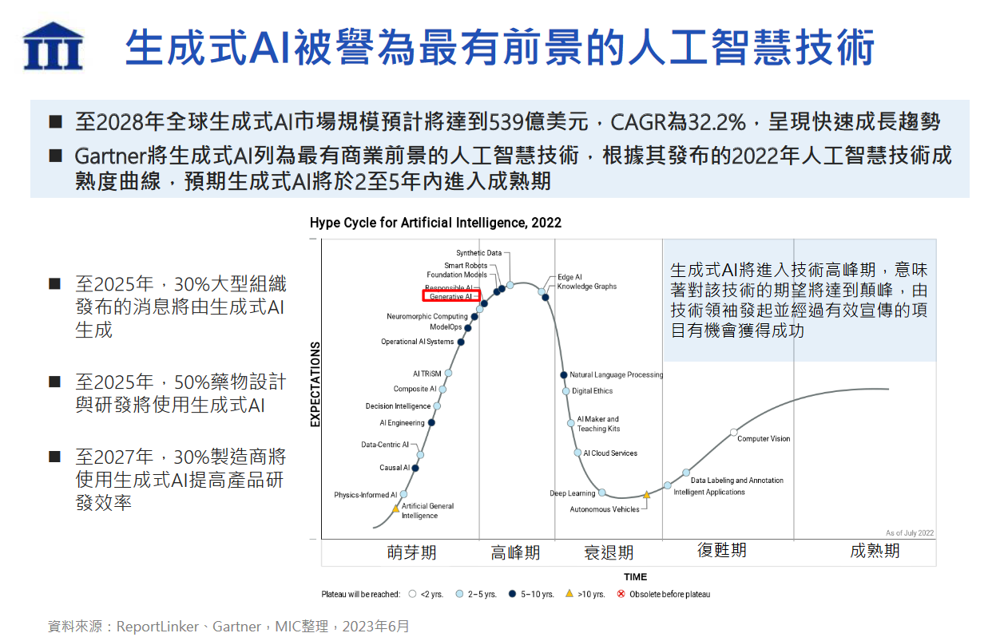 生成式AI被譽為最有前景的人工智慧技術
■ 至2028年全球生成式AI市場規模預計將達到539億美元，CAGR為32.2%，呈現快速成長趨勢
■ Gartner將生成式AI列為最有商業前景的人工智慧技術，根據其發布的2022年人工智慧技術成
熟度曲線，預期生成式AI將於2至5年內進入成熟期
■ 至2025年，30%大型組織
發布的消息將由生成式AI
生成
■ 至2025年，50%藥物設計
與研發將使用生成式AI
■ 至2027年，30%製造商將
使用生成式AI提高產品研
發效率
Hype Cycle for Artificial Intelligence, 2022
生成式AI將進入技術高峰期，意味
著對該技術的期望將達到顛峰，由
技術領袖發起並經過有效宣傳的項
目有機會獲得成功
EXPECTATIONS
Synthetic Data
Smart Robots
Foundation Models
Responsible AI
Generative AI
Neuromorphic Computing
ModelOps
Operational AI Systems
AI TRiSM
Composite AI
Decision Intelligence
AI Engineering
Data-Centric AI
Causal AI
Physics-Informed AI
Artificial General
Intelligence
Edge AI
Knowledge Graphs
Natural Language Processing
Digital Ethics
AI Maker and
Teaching Kits
AI Cloud Services
Deep Learning
Autonomous Vehicles
Computer Vision
Data Labeling and Annotation
Intelligent Applications
As of July 2022
萌芽期 高峰期 衰退期 復甦期 成熟期
TIME
Plateau will be reached: <2 yrs. 2–5 yrs. 5–10 yrs. >10 yrs. Obsolete before plateau
資料來源：ReportLinker、Gartner，MIC整理，2023年6月